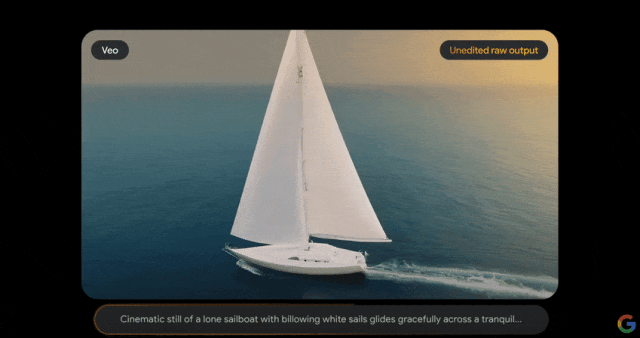 Veo
Unedited raw output
Cinematic still of a lone sailboat with billowing white sails glides gracefully across a tranquil...